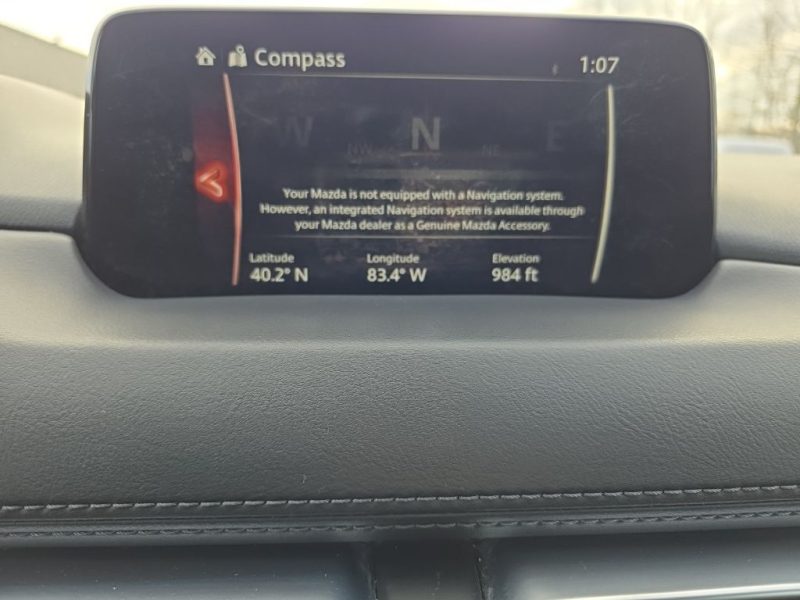 Compass 1:07
W NW N NE E
Your Mazda is not equipped with a Navigation system.
However, an integrated Navigation system is available through
your Mazda dealer as a Genuine Mazda Accessory.
Latitude Longitude Elevation
40.2° N 83.4° W 984 ft